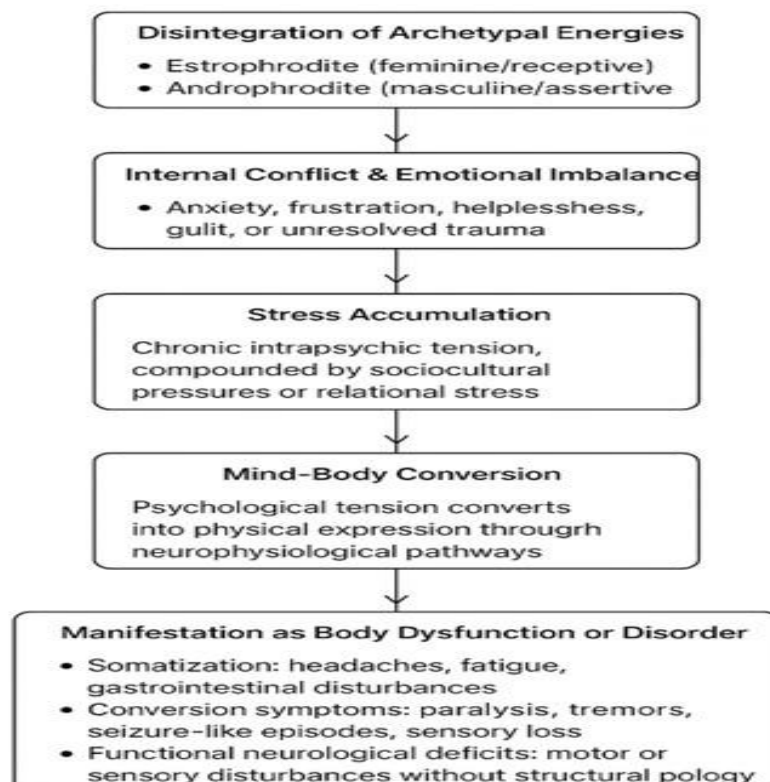 Disintegration of Archetypal Energies
• Estrophrodite (feminine/receptive)
• Androphrodite (masculine/assertive
Internal Conflict & Emotional Imbalance
• Anxiety, frustration, helplesshess,
gulit, or unresolved trauma
Stress Accumulation
Chronic intrapsychic tension,
compounded by sociocultural
pressures or relational stress
Mind-Body Conversion
Psychological tension converts
into physical expression througrh
neurophysiological pathways
Manifestation as Body Dysfunction or Disorder
• Somatization: headaches, fatigue,
gastrointestinal disturbances
• Conversion symptoms: paralysis, tremors,
seizure-like episodes, sensory loss
• Functional neurological deficits: motor or
sensory disturbances without structural pology